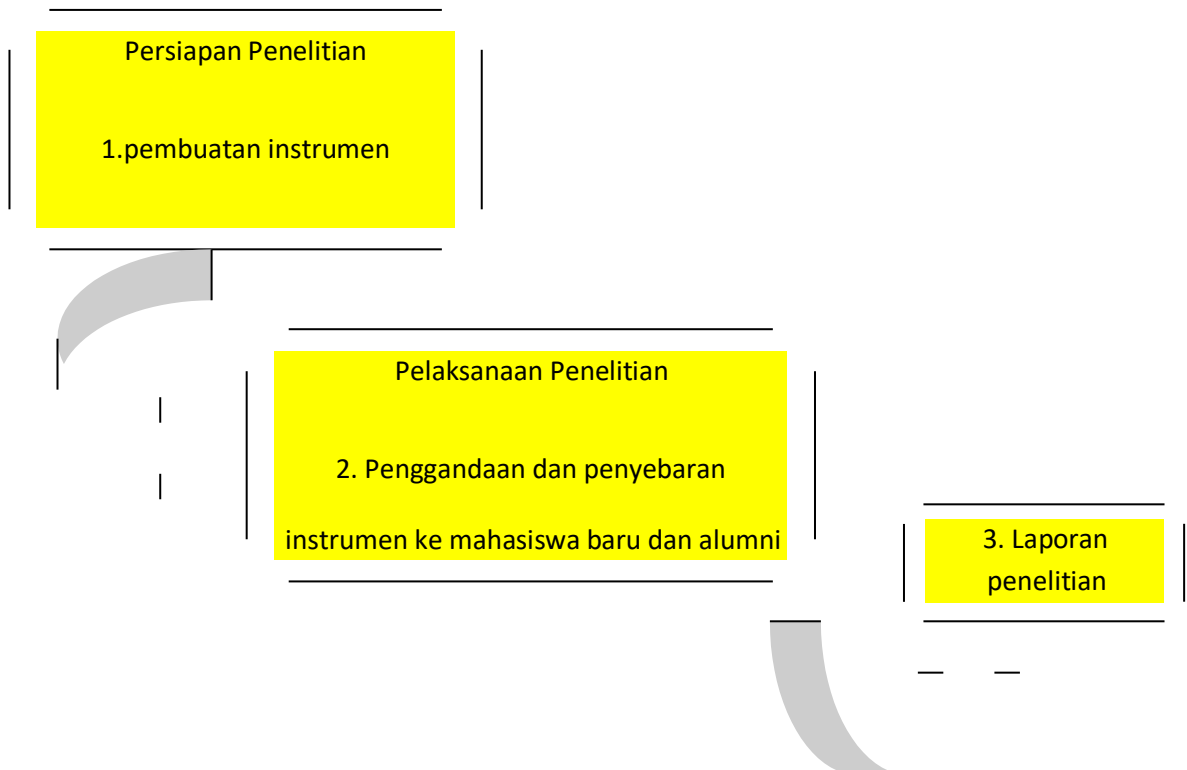 Persiapan Penelitian
1.pembuatan instrumen
Pelaksanaan Penelitian
2. Penggandaan dan penyebaran
instrumen ke mahasiswa baru dan alumni
3. Laporan
penelitian